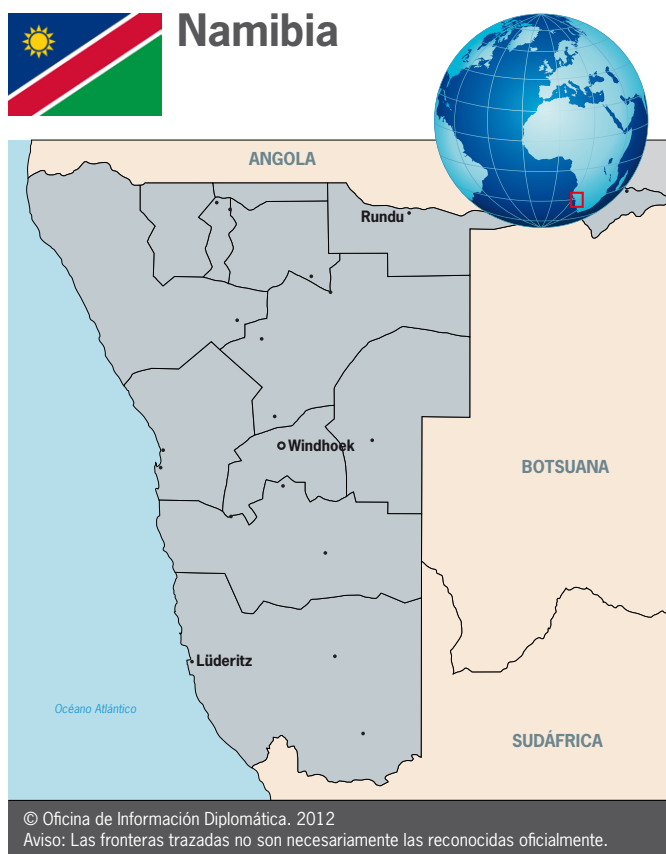 Namibia
ANGOLA
Rundu
Windhoek
BOTSUANA
Lüderitz
Océano Atlántico
SUDÁFRICA
© Oficina de Información Diplomática. 2012
Aviso: Las fronteras trazadas no son necesariamente las reconocidas oficialmente.